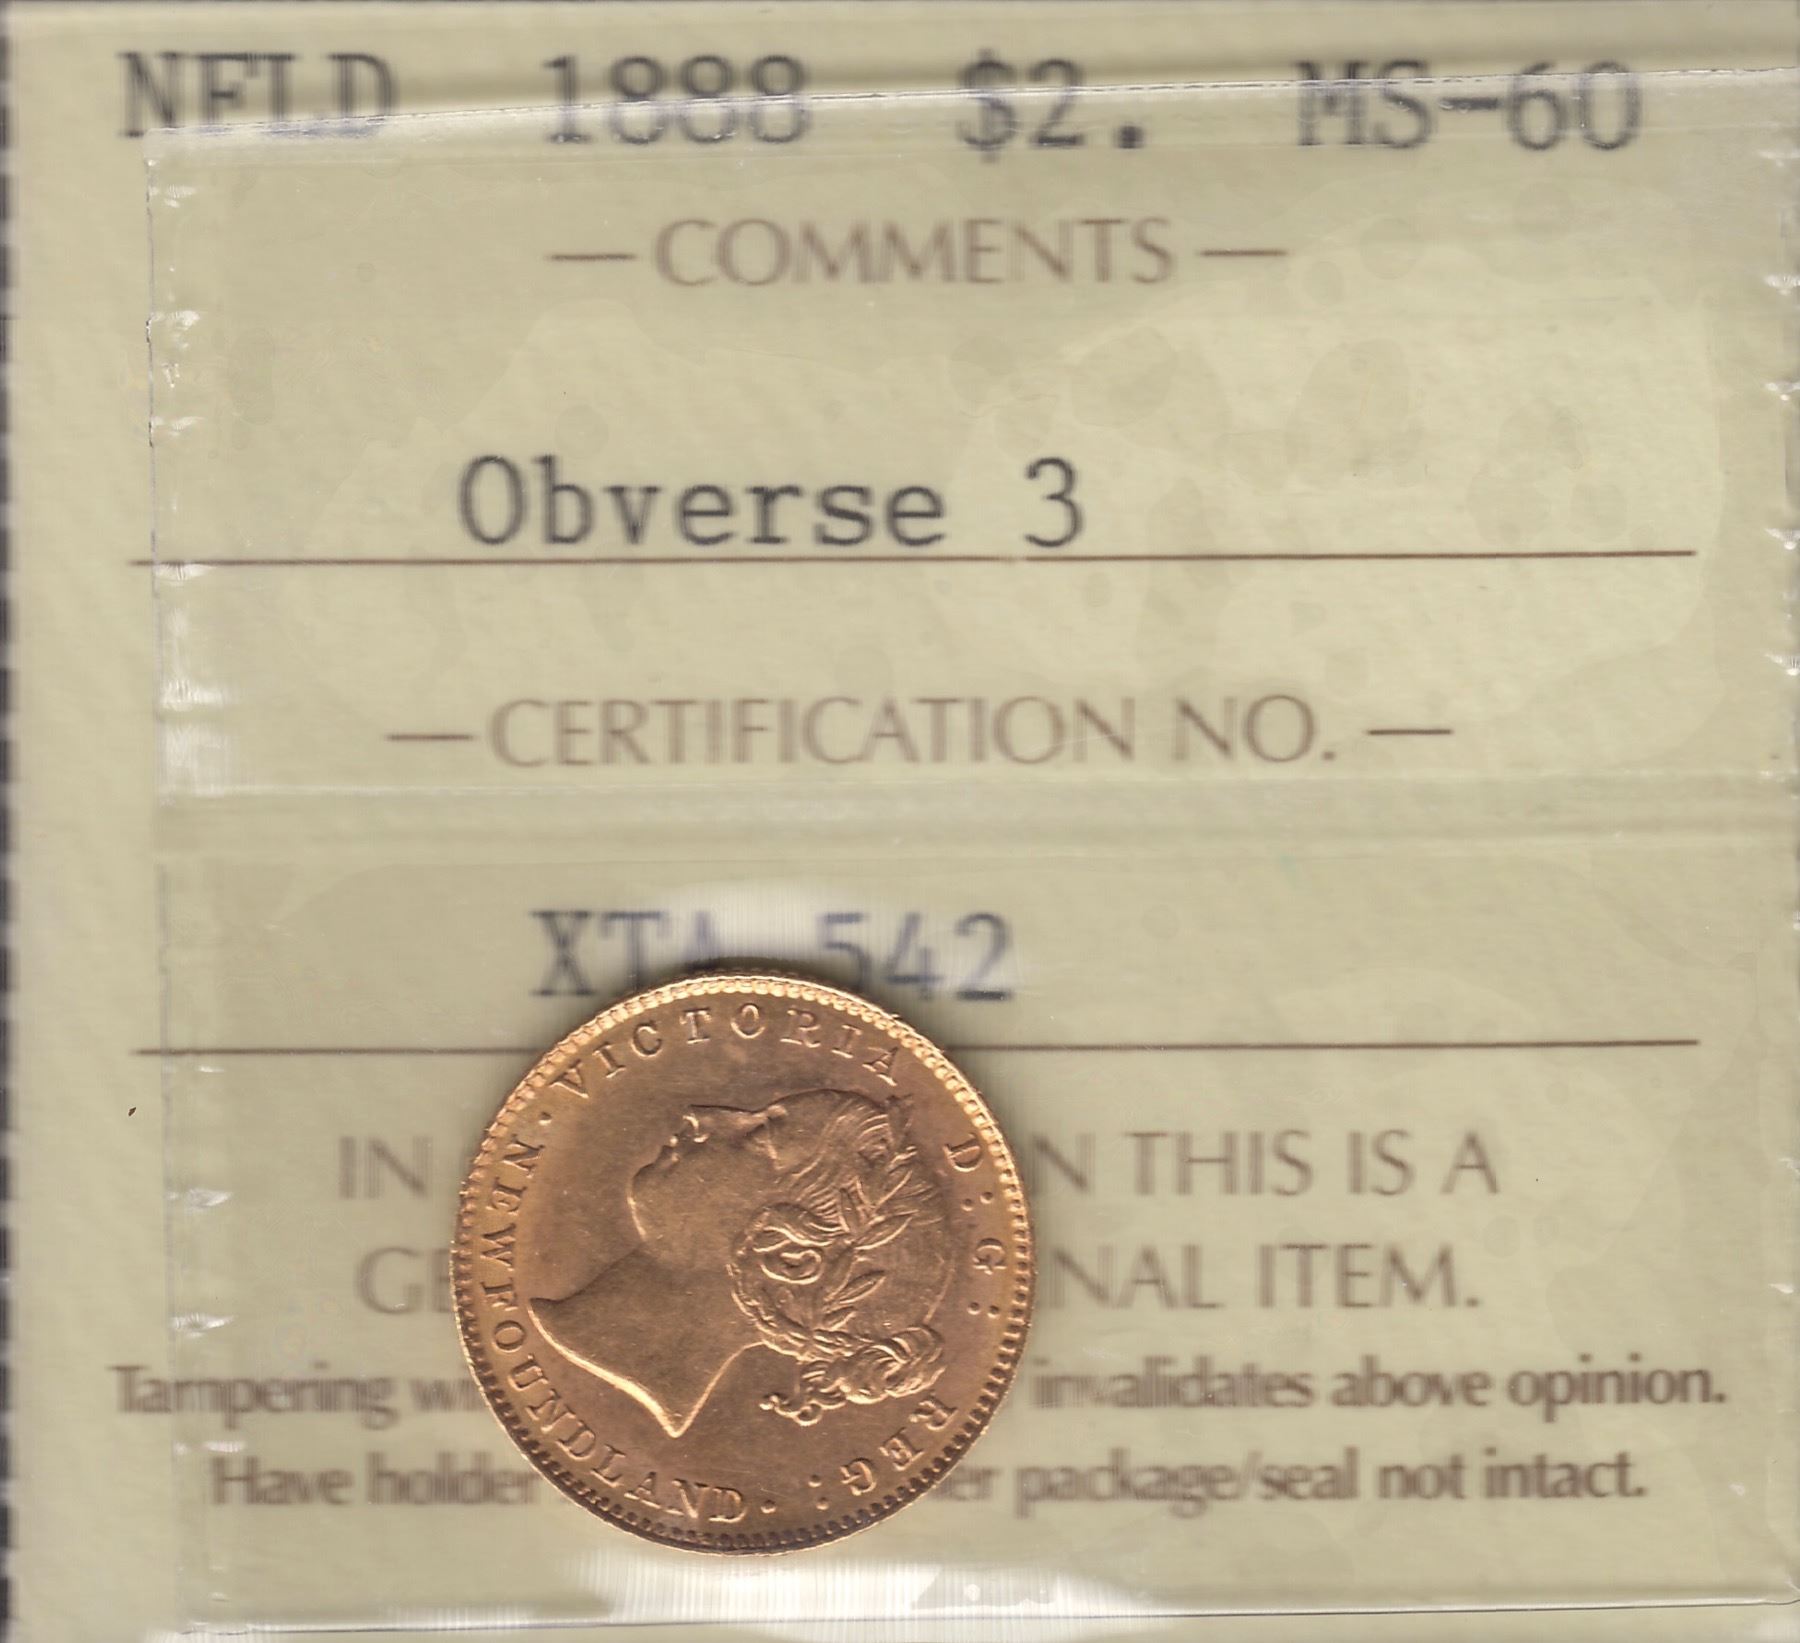 NFLD 1888 $2. MS-60
— COMMENTS —
Obverse 3
— CERTIFICATION NO. —
XTA 542
VICTORIA D:G: REG:
NEWFOUNDLAND
IN N THIS IS A
GE NAL ITEM.
Tampering invalidates above opinion.
Have holder package/seal not intact.